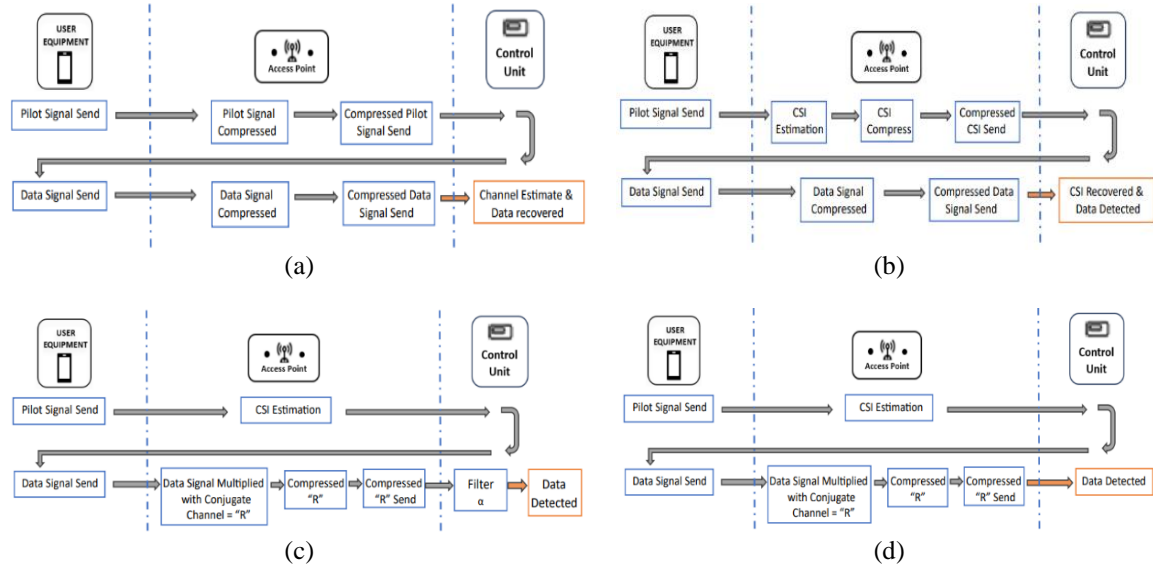 USER
EQUIPMENT
Access Point
Control
Unit
Pilot Signal Send
Pilot Signal
Compressed
Compressed Pilot
Signal Send
Data Signal Send
Data Signal
Compressed
Compressed Data
Signal Send
Channel Estimate &
Data recovered
(a)
USER
EQUIPMENT
Access Point
Control
Unit
Pilot Signal Send
CSI
Estimation
CSI
Compress
Compressed
CSI Send
Data Signal Send
Data Signal
Compressed
Compressed Data
Signal Send
CSI Recovered &
Data Detected
(b)
USER
EQUIPMENT
Access Point
Control
Unit
Pilot Signal Send
CSI Estimation
Data Signal Send
Data Signal Multiplied
with Conjugate
Channel = “R”
Compressed
“R”
Compressed
“R” Send
Filter
α
Data
Detected
(c)
USER
EQUIPMENT
Access Point
Control
Unit
Pilot Signal Send
CSI Estimation
Data Signal Send
Data Signal Multiplied
with Conjugate
Channel = “R”
Compressed
“R”
Compressed
“R” Send
Data Detected
(d)